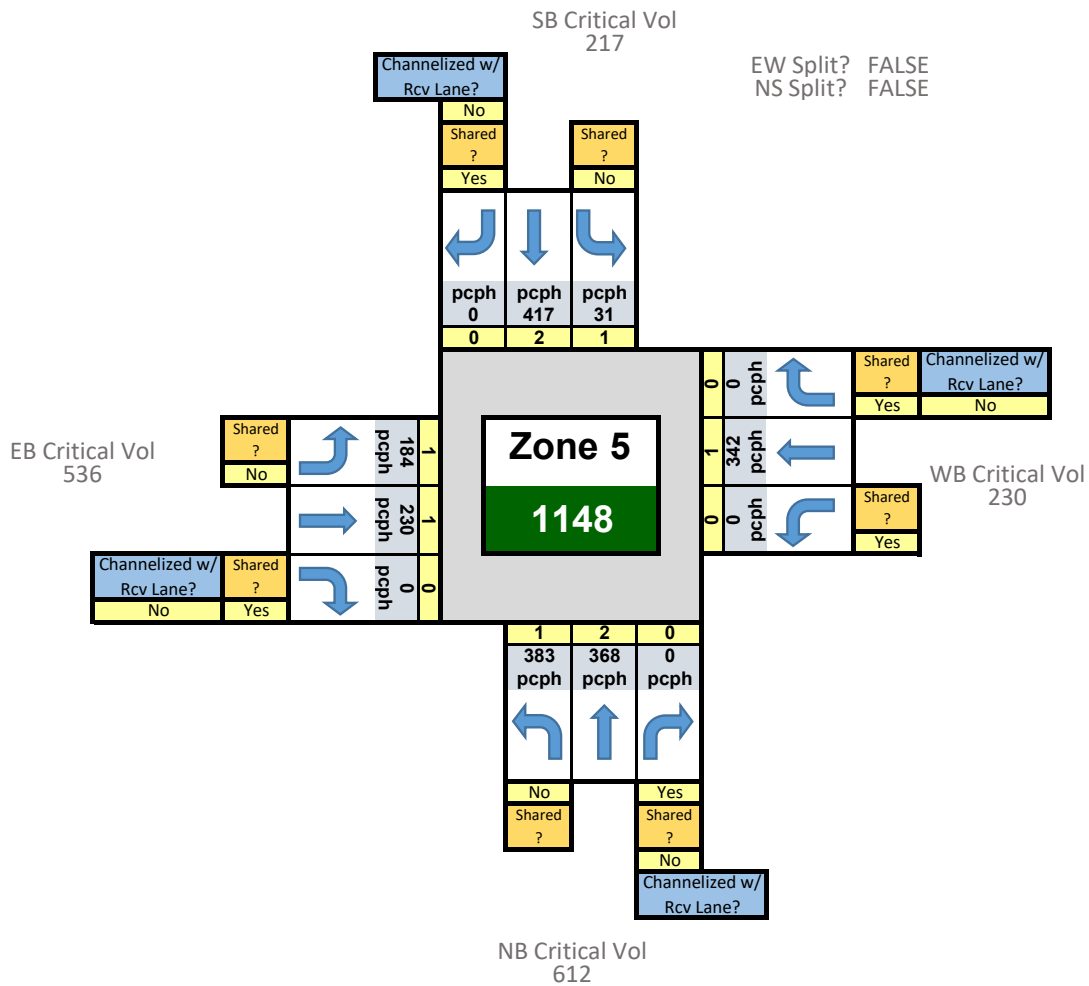 SB Critical Vol
217
EW Split? FALSE
NS Split? FALSE
Channelized w/
Rcv Lane?
No
Shared
?
Yes
Shared
?
No
pcph
0
0
pcph
417
2
pcph
31
1
EB Critical Vol
536
Shared
?
No
184
pcph
1
230
pcph
1
Channelized w/
Rcv Lane?
No
Shared
?
Yes
0
pcph
0
Zone 5
1148
0
0
pcph
Shared
?
Yes
Channelized w/
Rcv Lane?
No
1
342
pcph
0
0
pcph
Shared
?
Yes
WB Critical Vol
230
1
383
pcph
2
368
pcph
0
0
pcph
No
Shared
?
Yes
Shared
?
No
Channelized w/
Rcv Lane?
NB Critical Vol
612